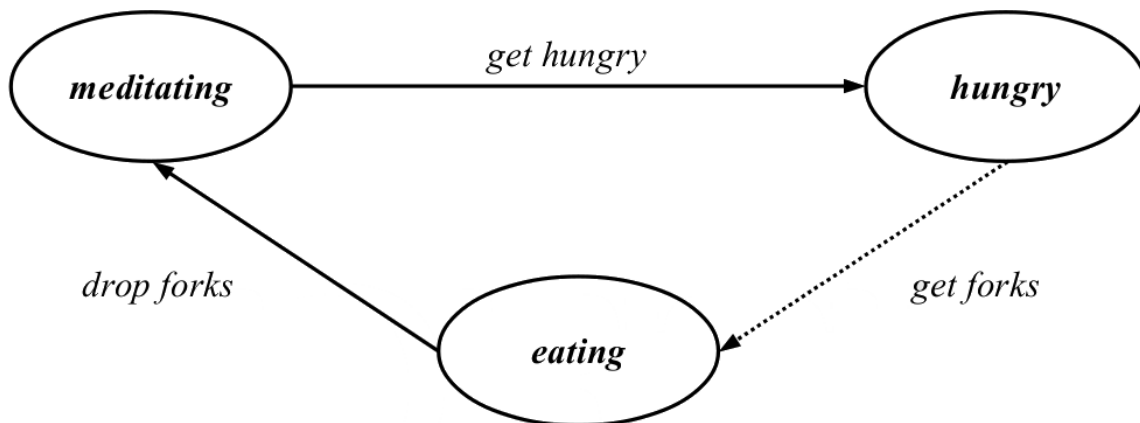 get hungry
meditating
hungry
drop forks
get forks
eating